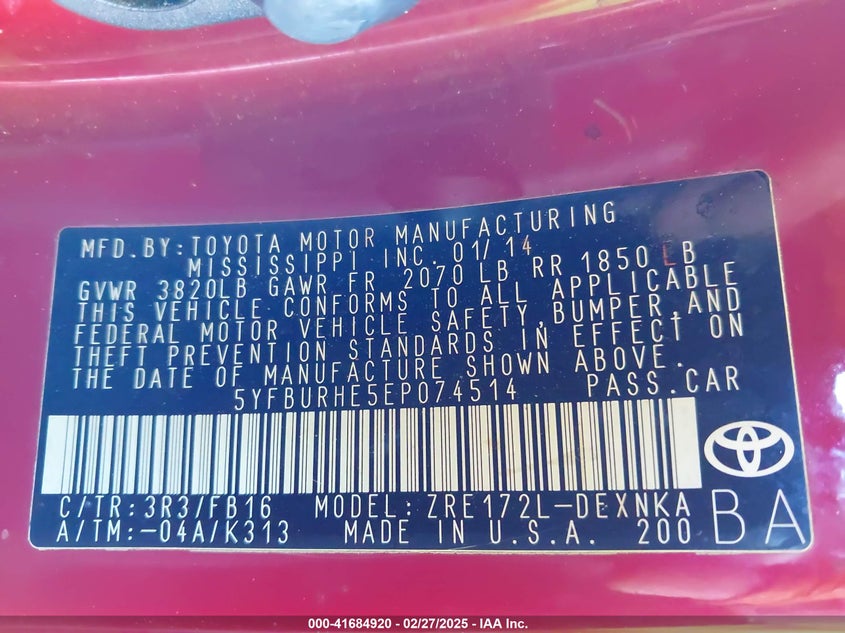 MFD.BY:TOYOTA MOTOR MANUFACTURING
MISSISSIPPI INC. 01/14
GVWR 3820LB GAWR FR 2070 LB RR 1850 LB
THIS VEHICLE CONFORMS TO ALL APPLICABLE
FEDERAL MOTOR VEHICLE SAFETY,BUMPER,AND
THEFT PREVENTION STANDARDS IN EFFECT ON
THE DATE OF MANUFACTURE SHOWN ABOVE.
5YFBURHE5EP074514 PASS.CAR
C/TR:3R3/FB16 MODEL:ZRE172L-DEXNKA
A/TM:-04A/K313 MADE IN U.S.A. 200
BA
000-41684920 - 02/27/2025 - IAA Inc.